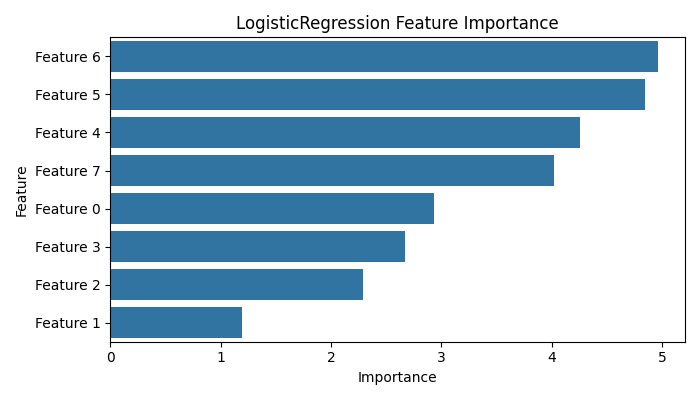 LogisticRegression Feature Importance
Feature 6
Feature 5
Feature 4
Feature 7
Feature 0
Feature 3
Feature 2
Feature 1
Feature
0 1 2 3 4 5
Importance